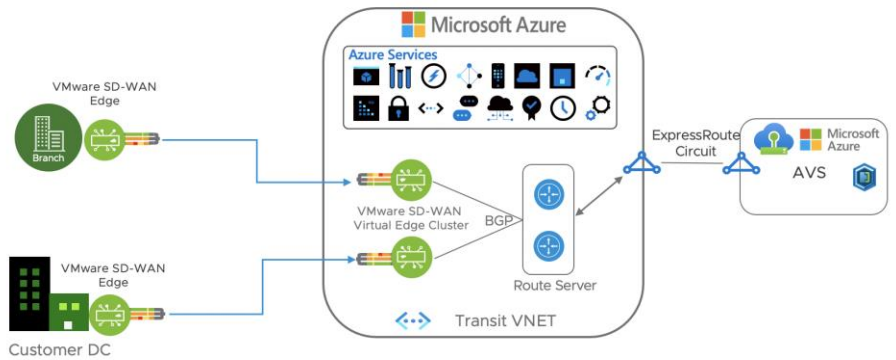 Microsoft Azure
Azure Services
VMware SD-WAN
Edge
Branch
ExpressRoute
Circuit
Microsoft
Azure
AVS
VMware SD-WAN
Virtual Edge Cluster
BGP
VMware SD-WAN
Edge
Route Server
Transit VNET
Customer DC